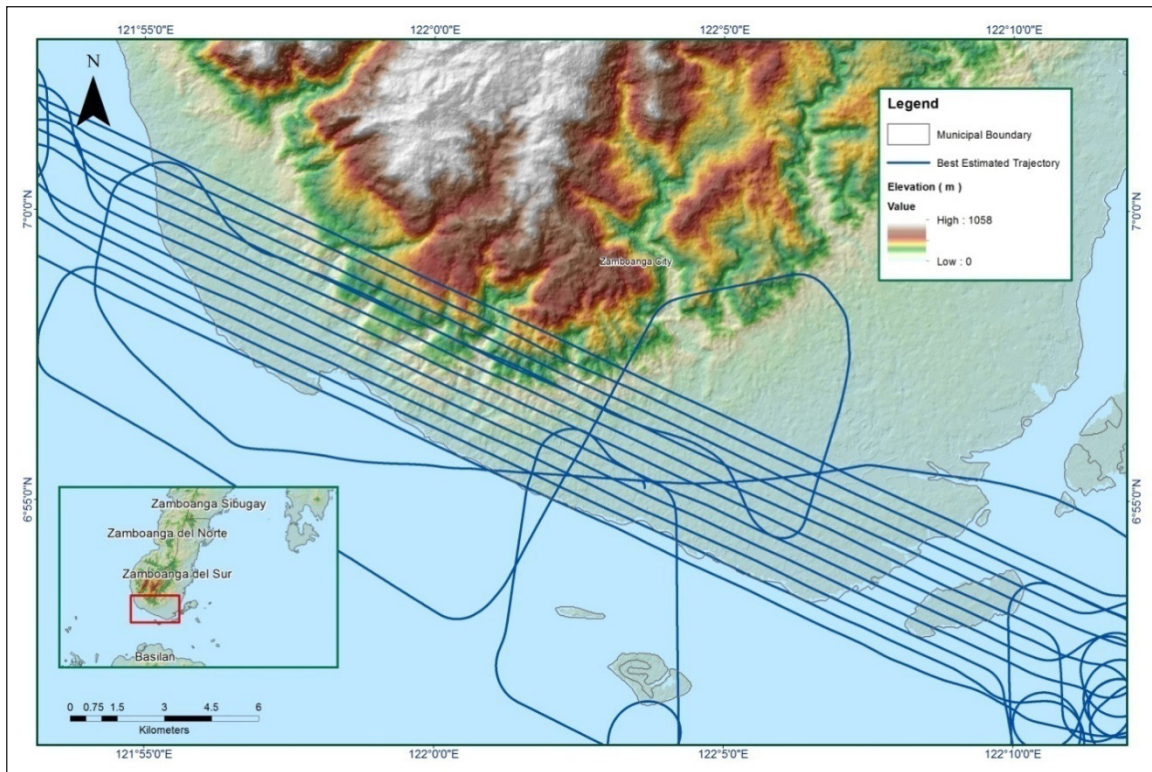 121°55'0"E 122°0'0"E 122°5'0"E 122°10'0"E
N
Legend
Municipal Boundary
Best Estimated Trajectory
Elevation ( m )
Value
High : 1058
Low : 0
7°0'0"N
7°0'0"N
Zamboanga City
6°55'0"N
6°55'0"N
Zamboanga Sibugay
Zamboanga del Norte
Zamboanga del Sur
Basilan
0 0.75 1.5 3 4.5 6
Kilometers
121°55'0"E 122°0'0"E 122°5'0"E 122°10'0"E